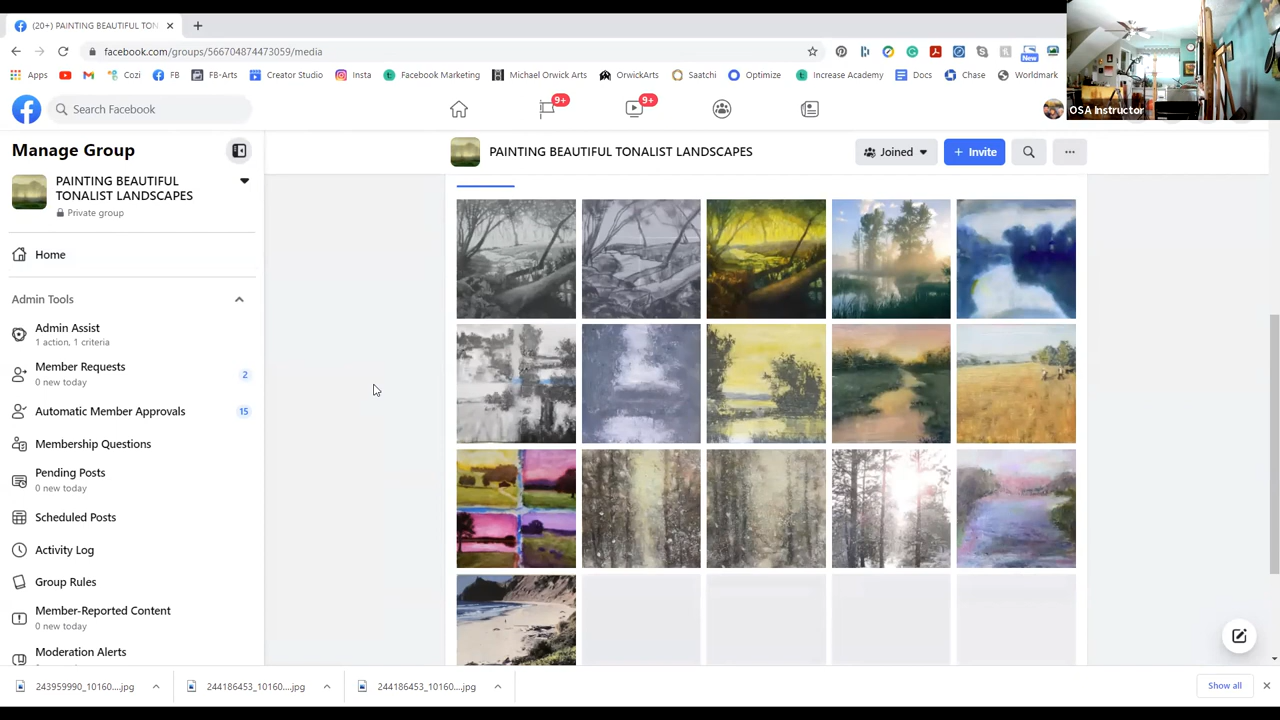 (20+) PAINTING BEAUTIFUL TON
facebook.com/groups/566704874473059/media
New
Apps
Cozi
FB
FB-Arts
Creator Studio
Insta
Facebook Marketing
Michael Orwick Arts
OrwickArts
Saatchi
Optimize
Increase Academy
Docs
Chase
Worldmark
OSA Instructor
Search Facebook
9+
9+
Manage Group
PAINTING BEAUTIFUL TONALIST LANDSCAPES
Joined
Invite
PAINTING BEAUTIFUL
TONALIST LANDSCAPES
Private group
Home
Admin Tools
Admin Assist
1 action, 1 criteria
Member Requests
0 new today
2
Automatic Member Approvals
15
Membership Questions
Pending Posts
0 new today
Scheduled Posts
Activity Log
Group Rules
Member-Reported Content
0 new today
Moderation Alerts
243959990_10160....jpg
244186453_10160....jpg
244186453_10160....jpg
Show all